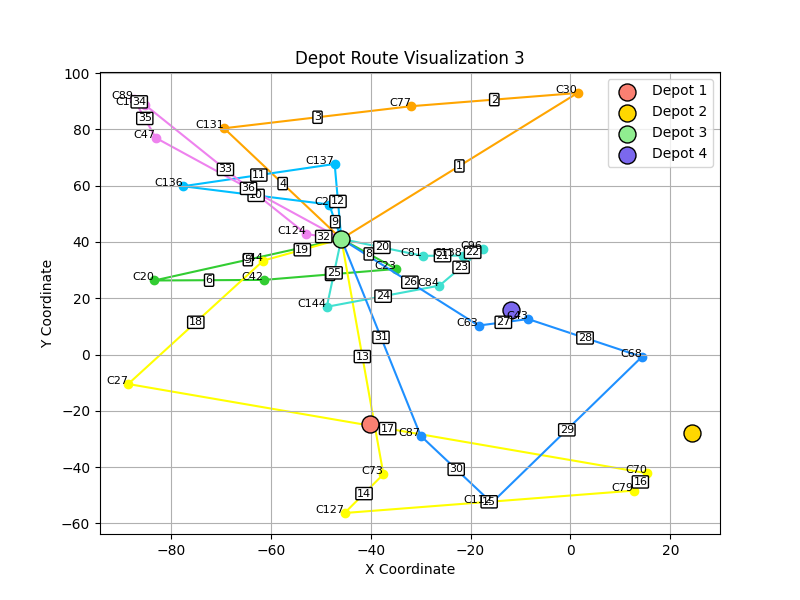 Depot Route Visualization 3
100
80
60
40
20
0
−20
−40
−60
−80
−60
−40
−20
0
20
X Coordinate
Y Coordinate
Depot 1
Depot 2
Depot 3
Depot 4
C30
C77
C131
C89
C47
C137
C136
C124
C20
C42
C23
C81
C138
C96
C84
C144
C63
C43
C68
C27
C87
C73
C127
C70
C79
1
2
3
4
6
8
9
10
11
12
13
14
15
16
17
18
19
20
21
22
23
24
25
26
27
28
29
30
31
32
33
34
35
36